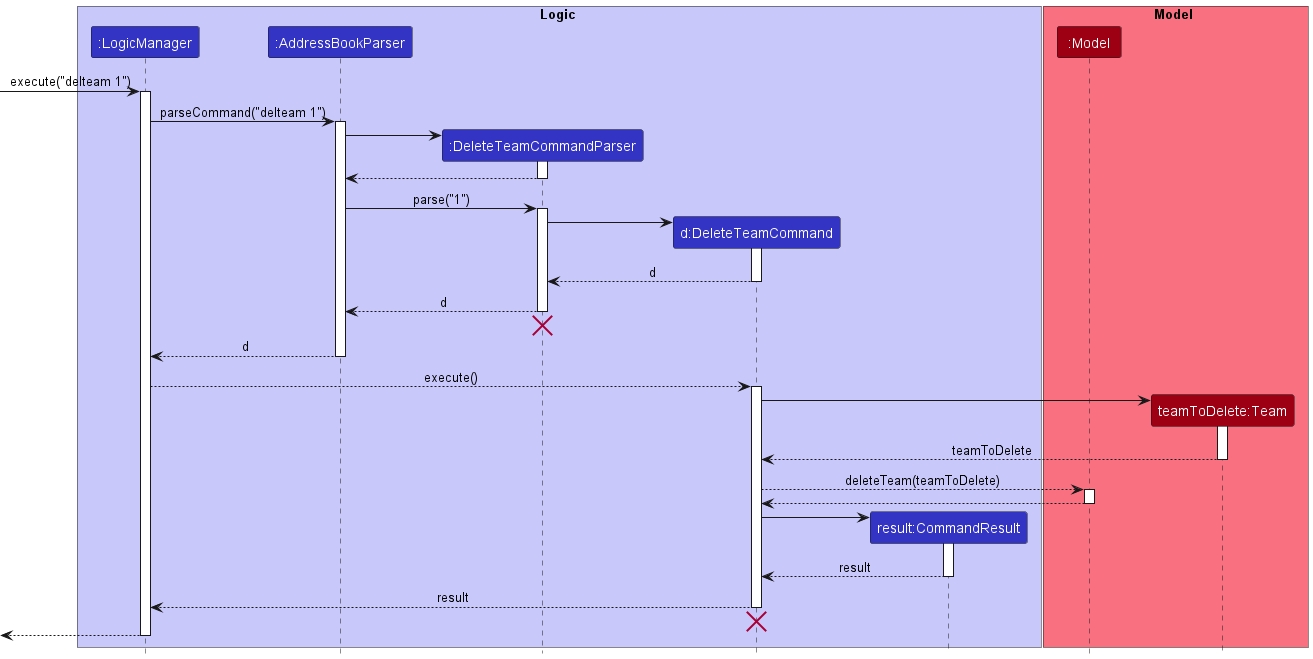 Logic
Model
:LogicManager
:AddressBookParser
:Model
execute("delteam 1")
parseCommand("delteam 1")
:DeleteTeamCommandParser
parse("1")
d:DeleteTeamCommand
d
d
d
execute()
teamToDelete:Team
teamToDelete
deleteTeam(teamToDelete)
result:CommandResult
result
result